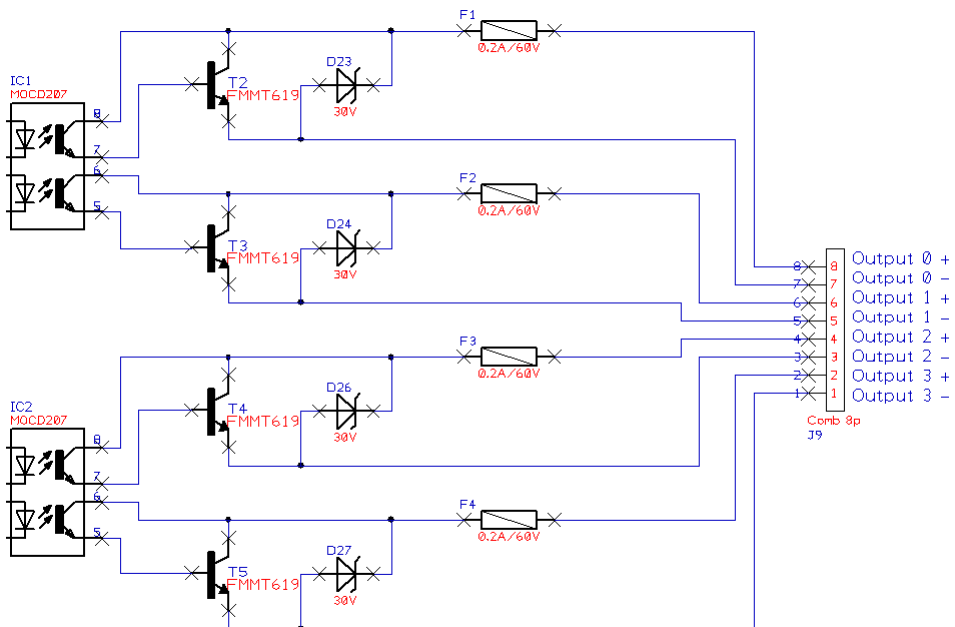 F1
0.2A/60V
D23
30V
T2
FMMT619
IC1
MOCD207
8
7
6
5
F2
0.2A/60V
D24
30V
T3
FMMT619
8 8 Output 0 +
7 7 Output 0 -
6 6 Output 1 +
5 5 Output 1 -
4 4 Output 2 +
3 3 Output 2 -
2 2 Output 3 +
1 1 Output 3 -
Comb 8p
J9
F3
0.2A/60V
D26
30V
T4
FMMT619
IC2
MOCD207
8
7
6
5
F4
0.2A/60V
D27
30V
T5
FMMT619